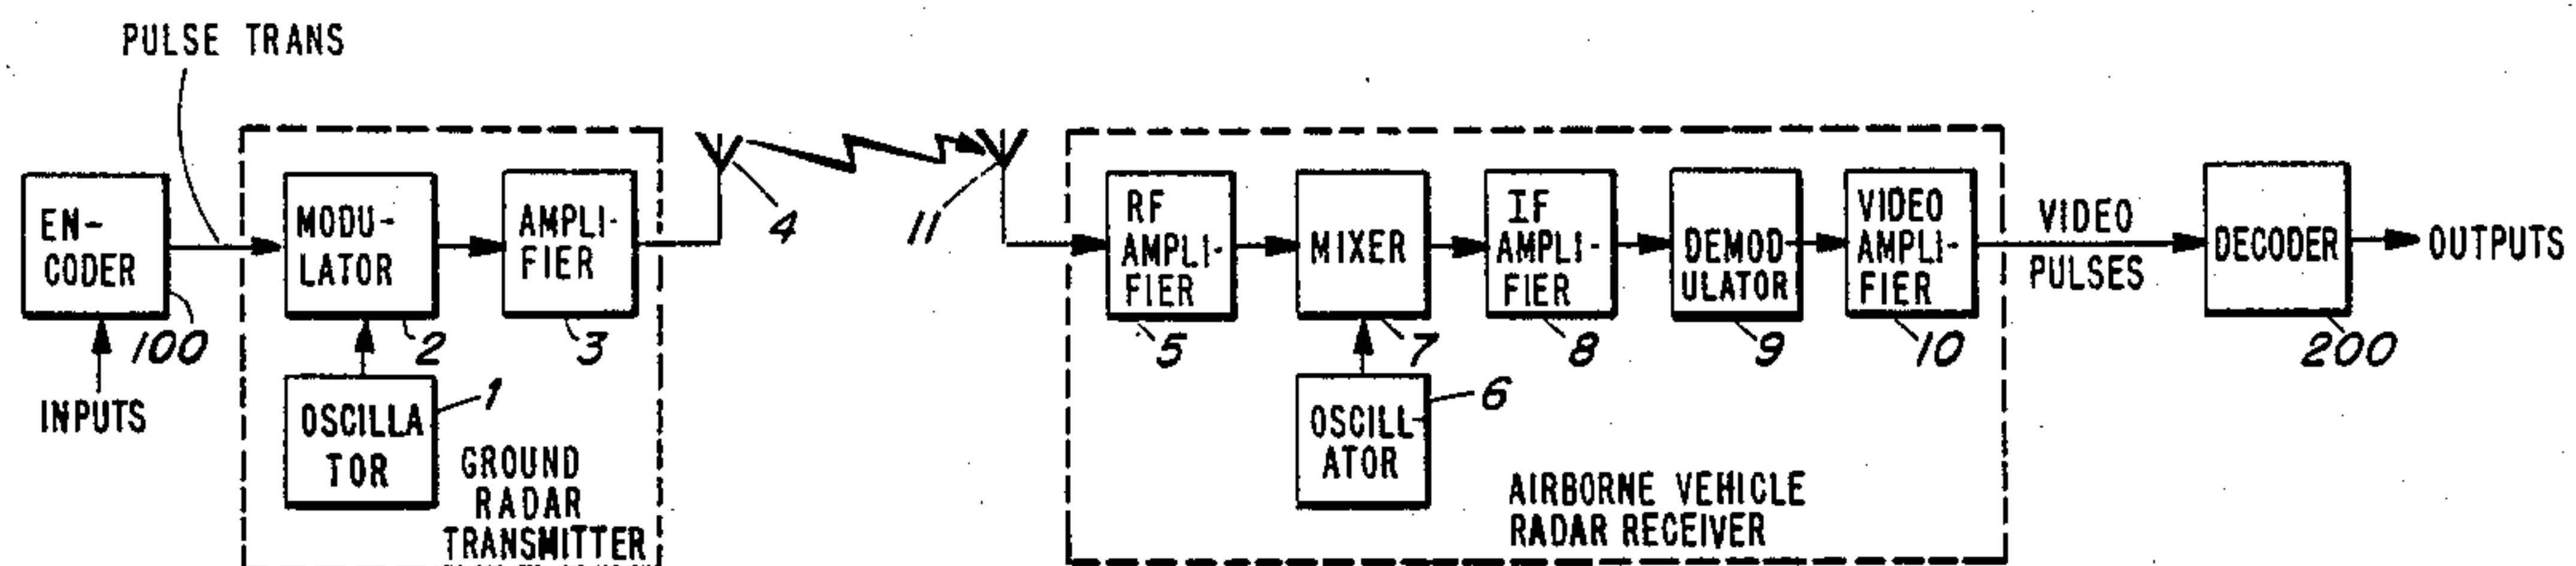 PULSE TRANS
EN-
CODER
100
INPUTS
MODU-
LATOR
2
AMPLI-
FIER
3
OSCILLA
TOR
1
GROUND
RADAR
TRANSMITTER
4
11
RF
AMPLI-
FIER
5
MIXER
7
OSCILL-
ATOR
6
IF
AMPLI-
FIER
8
DEMOD
ULATOR
9
VIDEO
AMPLI-
FIER
10
AIRBORNE VEHICLE
RADAR RECEIVER
VIDEO
PULSES
DECODER
200
OUTPUTS